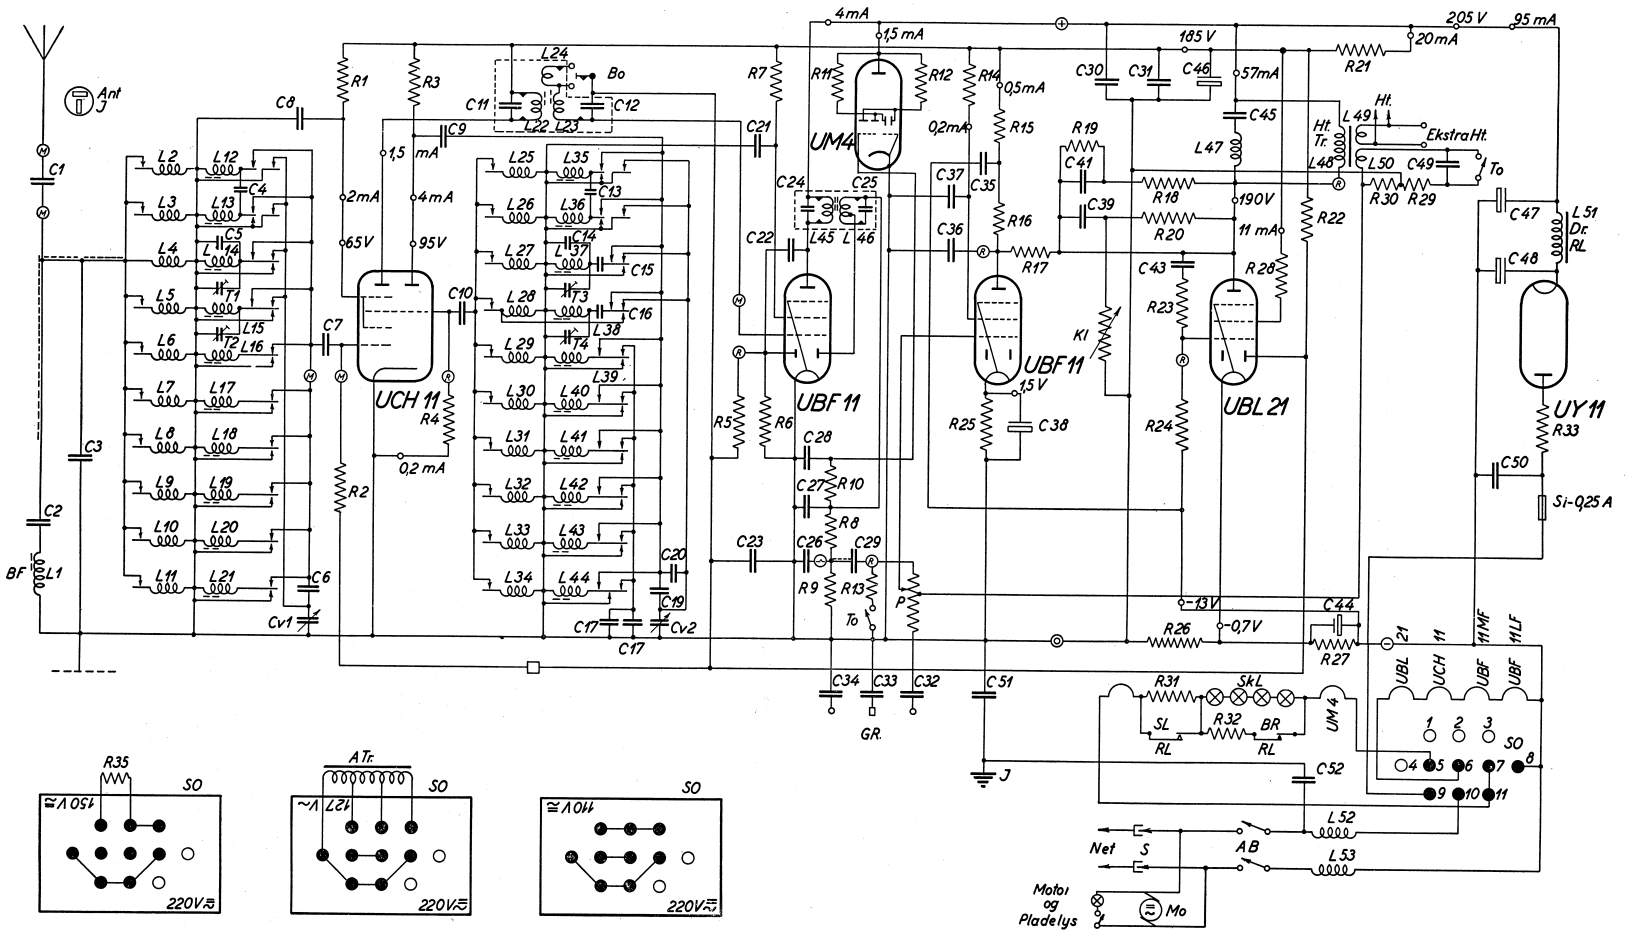 4mA
205 V
95 mA
1,5 mA
20 mA
185 V
L24
Bo
R1
R3
R7
R11
R12
R14
0,5mA
C30
C31
C46
57mA
R21
Ant
J
C8
C11
C12
L22
L23
C9
C21
UM4
0,2mA
R15
C45
Ht.
Tr.
L49
Ht.
Ekstra Ht.
M
C1
M
1,5 mA
L2
L12
L25
L35
R19
C41
L47
L48
L50
C49
To
C4
C13
C24
C25
C37
C35
R18
R30
R29
R
2mA
4mA
L3
L13
L26
L36
L45
L46
C39
R20
190V
R22
C47
L51
Dr.
RL
C5
C14
65V
95V
C22
C36
R
R16
R17
11 mA
L4
L14
L27
L37
C15
C43
R28
C48
T1
T3
L5
L28
C16
C10
M
R23
T2
L15
L16
T4
L38
L6
C7
L29
L39
R
Kl
R
M
M
R
UCH 11
UBF 11
UBF 11
UBL 21
UY 11
L7
L17
L30
L40
R4
R5
R6
1,5 V
R25
C38
R24
R33
L8
L18
L31
L41
C3
0,2 mA
C28
R10
C50
L9
L19
R2
L32
L42
C27
Si-0,25 A
C2
L10
L20
L33
L43
R8
BF
L1
L11
L21
C6
L34
L44
C20
C23
C26
C29
R
R9
R13
P
C19
-13V
C44
Cv1
C17
C17
Cv2
To
-0,7 V
R26
R27
UBL 21
UCH 11
UBF 11MF
UBF 11LF
C34
C33
C32
C51
GR.
R31
SkL
UM 4
SL
RL
R32
BR
RL
1 2 3
SO
4 5 6 7 8
9 10 11
J
C52
L52
Net
S
AB
L53
Motor
og
Pladelys
Mo
R35
SO
150 V
220V
A Tr.
SO
127 V
220V
SO
110 V
220V